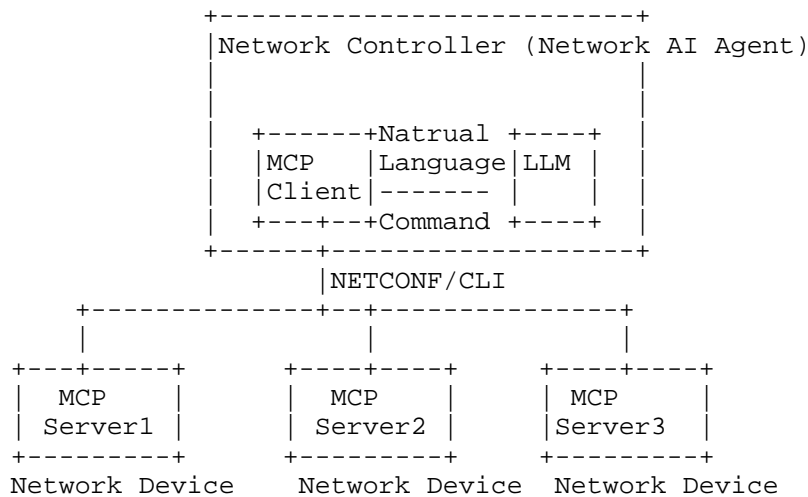 Network Controller (Network AI Agent)
Natrual
MCP Language LLM
Client -------
Command
NETCONF/CLI
MCP MCP MCP
Server1 Server2 Server3
Network Device Network Device Network Device